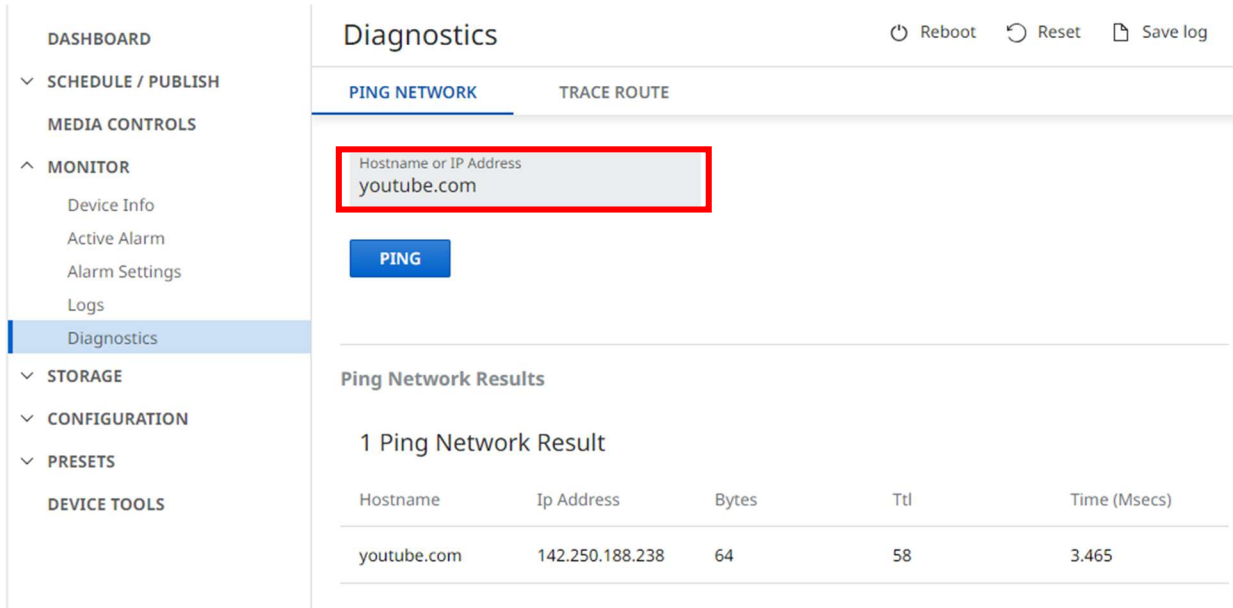 DASHBOARD
SCHEDULE / PUBLISH
MEDIA CONTROLS
MONITOR
Device Info
Active Alarm
Alarm Settings
Logs
Diagnostics
STORAGE
CONFIGURATION
PRESETS
DEVICE TOOLS
Diagnostics
Reboot Reset Save log
PING NETWORK TRACE ROUTE
Hostname or IP Address
youtube.com
PING
Ping Network Results
1 Ping Network Result
Hostname Ip Address Bytes Ttl Time (Msecs)
youtube.com 142.250.188.238 64 58 3.465